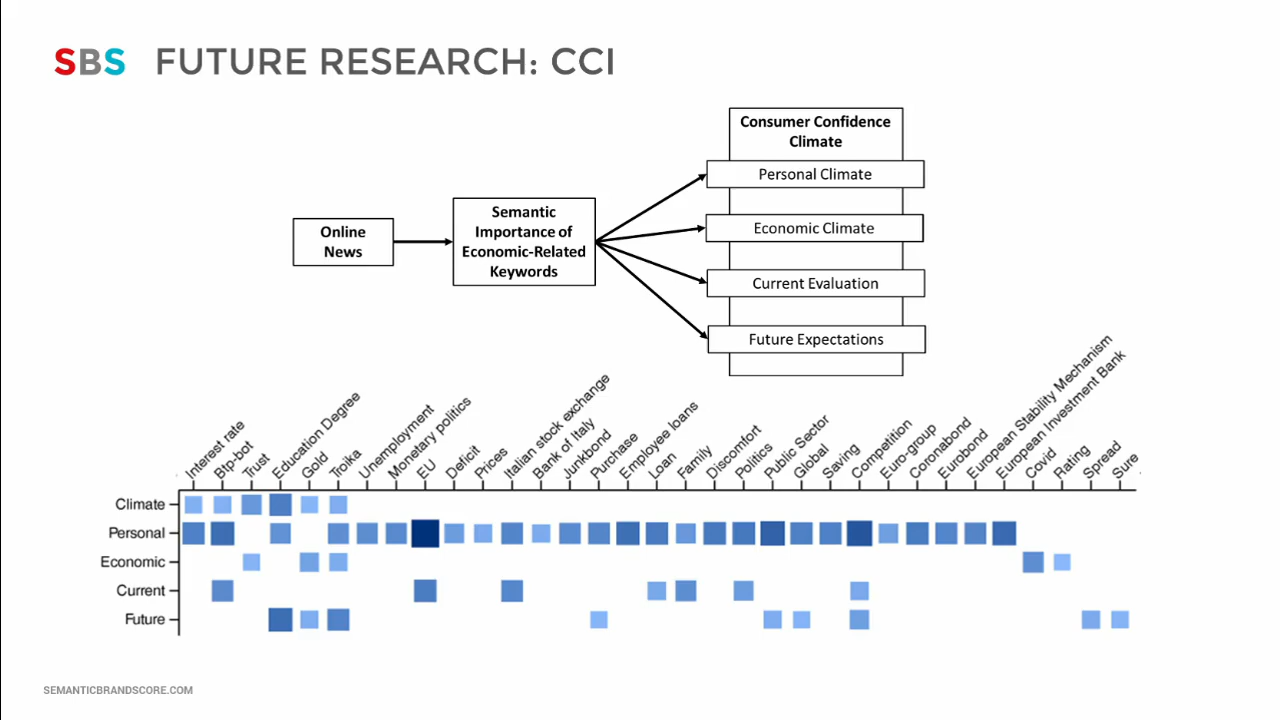 SBS FUTURE RESEARCH: CCI
Consumer Confidence
Climate
Personal Climate
Economic Climate
Current Evaluation
Future Expectations
Online
News
Semantic
Importance of
Economic-Related
Keywords
Interest rate
Btp-bot
Trust
Education Degree
Gold
Troika
Unemployment
Monetary politics
EU
Deficit
Prices
Italian stock exchange
Bank of Italy
Junkbond
Purchase
Employee loans
Loan
Family
Discomfort
Politics
Public Sector
Global
Saving
Competition
Euro-group
Coronabond
Eurobond
European Stability Mechanism
European Investment Bank
Covid
Rating
Spread
Sure
Climate
Personal
Economic
Current
Future
SEMANTICBRANDSCORE.COM